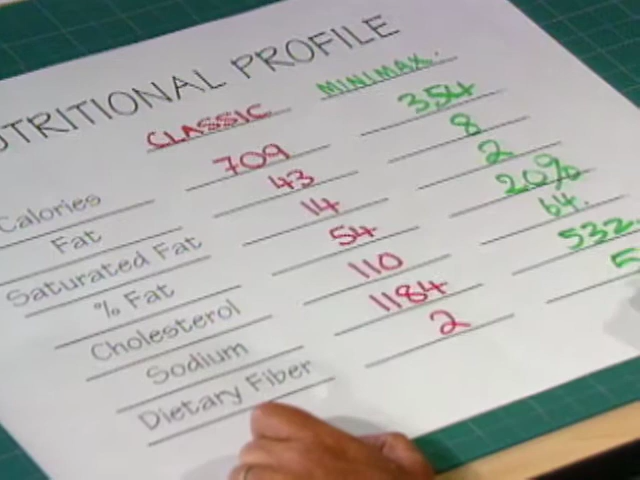 UTRITIONAL PROFILE
CLASSIC MINIMAX.
Calories 709 354
Fat 43 8
Saturated Fat 14 2
% Fat 54 20%
Cholesterol 110 64.
Sodium 1184 532.
Dietary Fiber 2 5